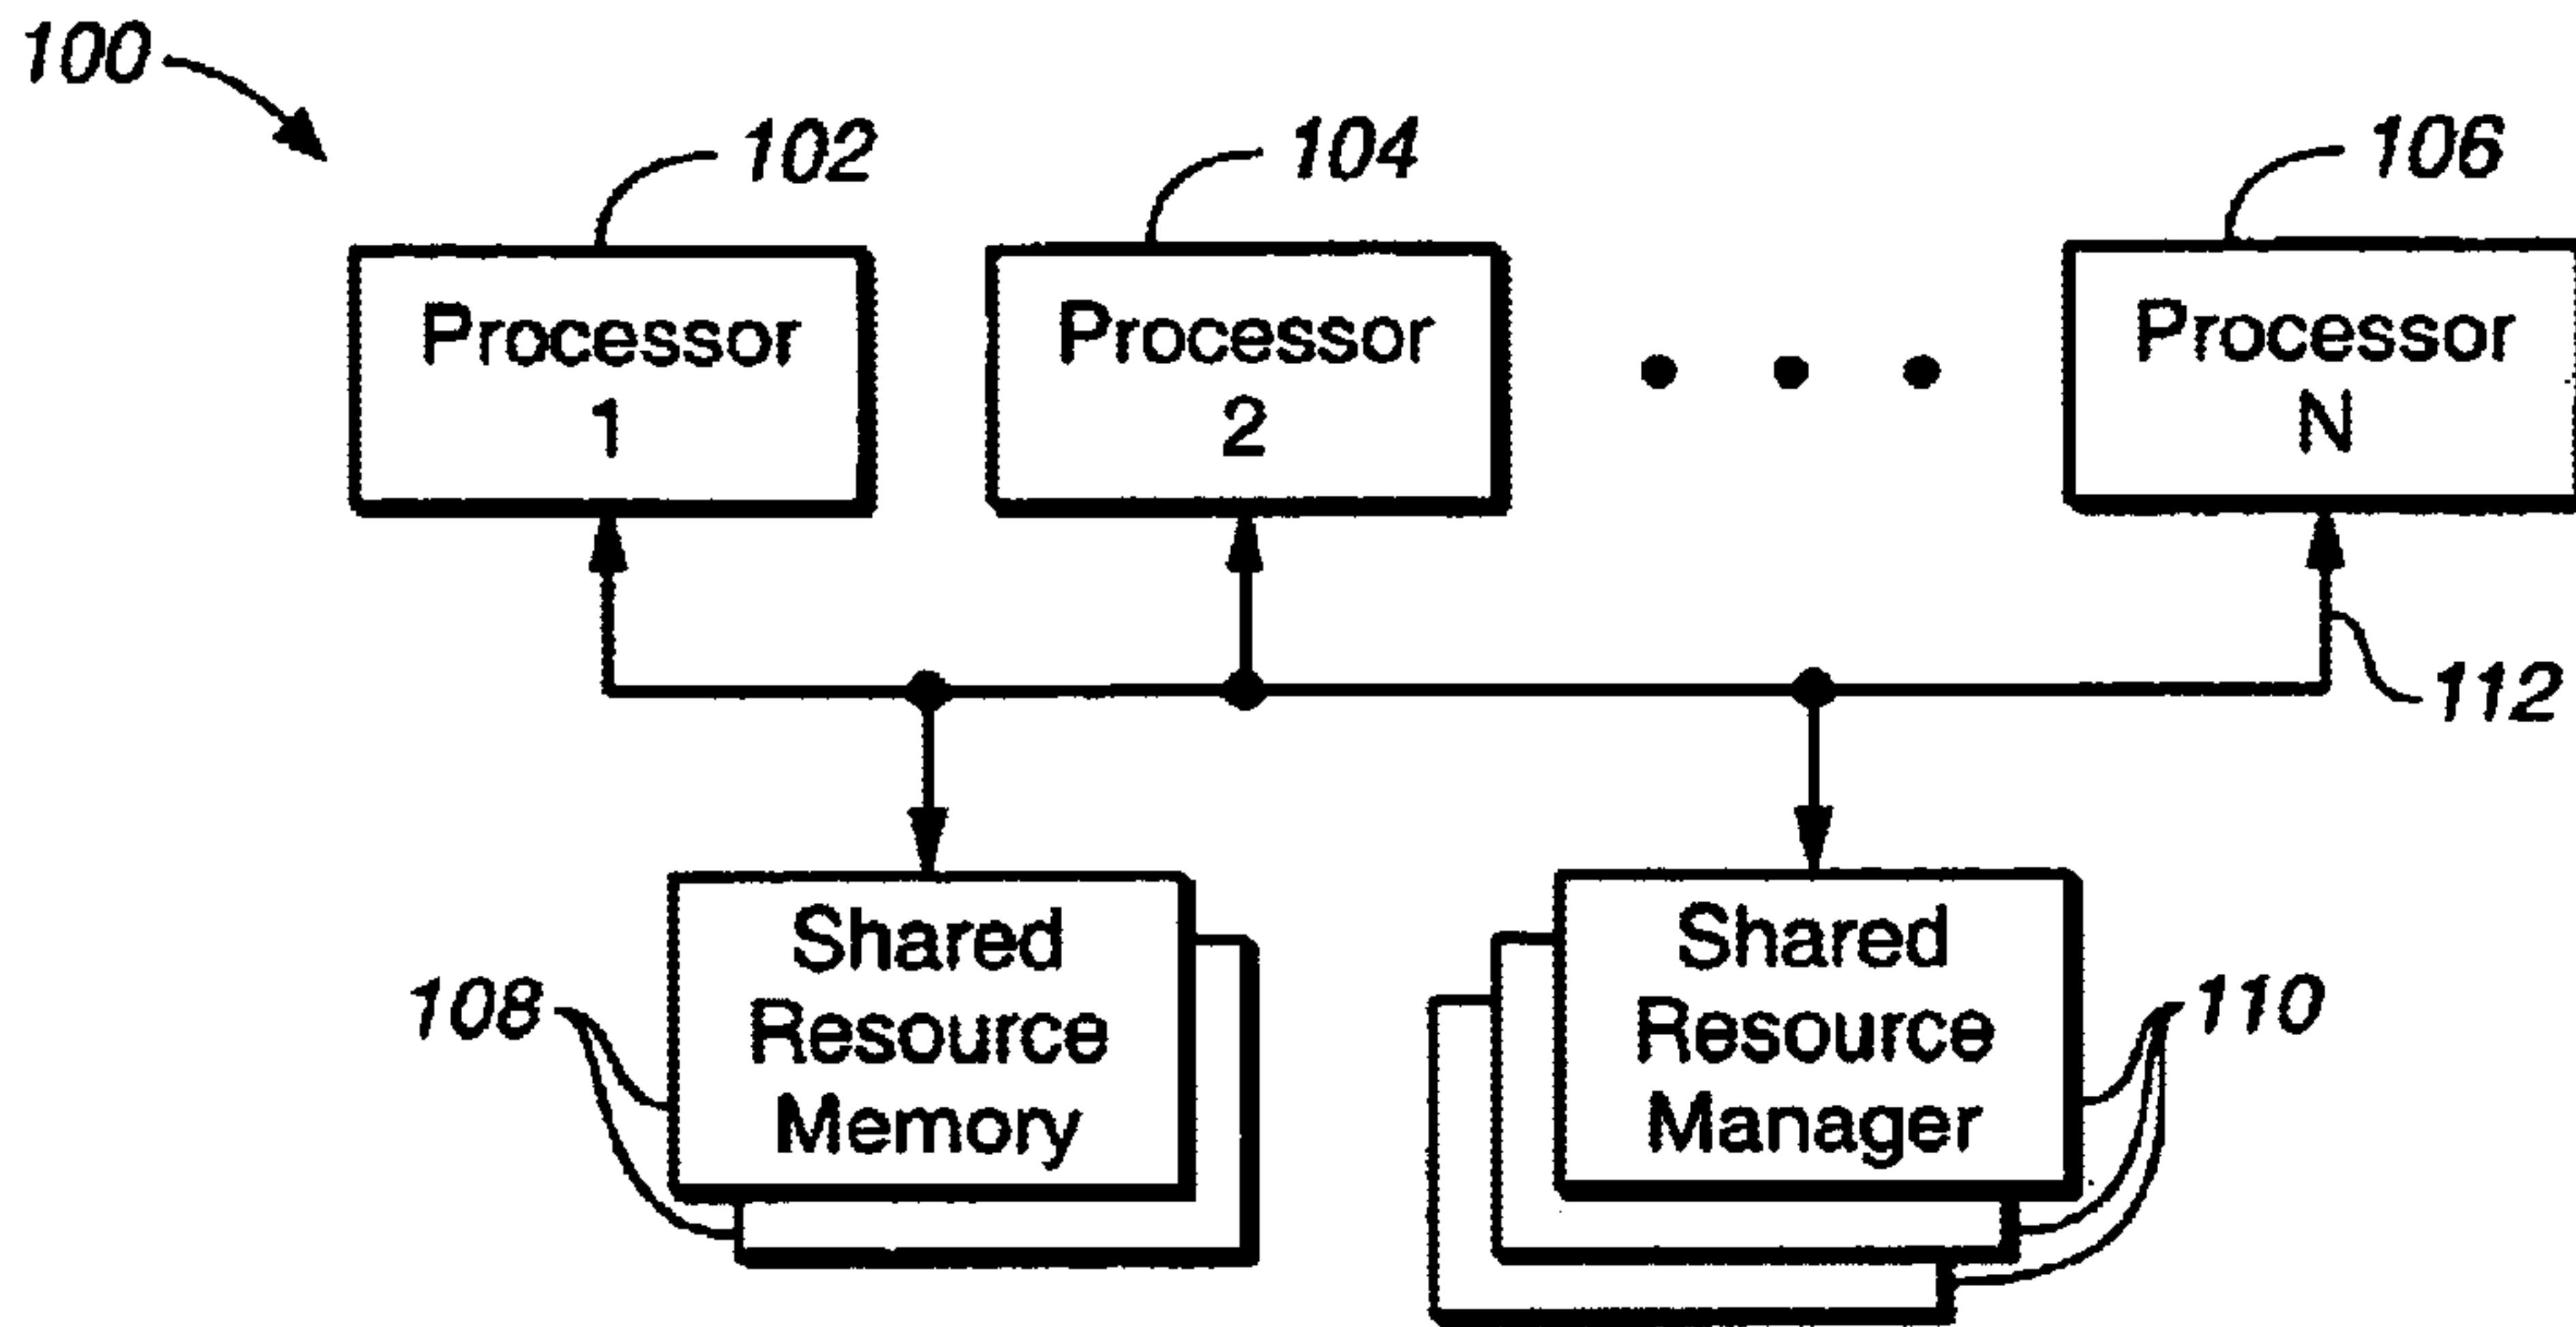 100
102
104
106
Processor
1
Processor
2
Processor
N
112
Shared
Resource
Memory
Shared
Resource
Manager
108
110